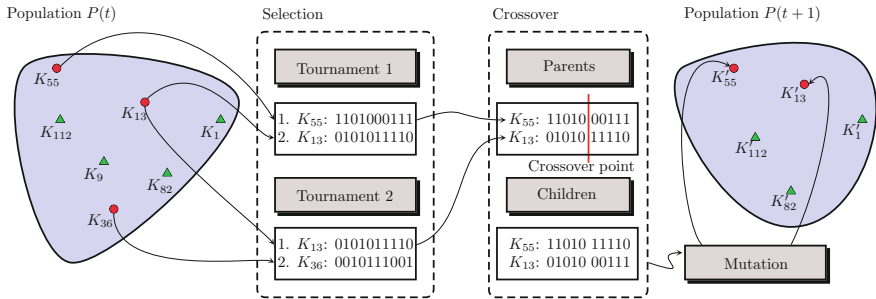 Population P(t)
Selection
Crossover
Population P(t + 1)
K55
K13
K112
K1
K9
K82
K36
Tournament 1
1. K55: 1101000111
2. K13: 0101011110
Tournament 2
1. K13: 0101011110
2. K36: 0010111001
Parents
K55: 11010 00111
K13: 01010 11110
Crossover point
Children
K55: 11010 11110
K13: 01010 00111
K′55
K′13
K′112
K′1
K′82
Mutation